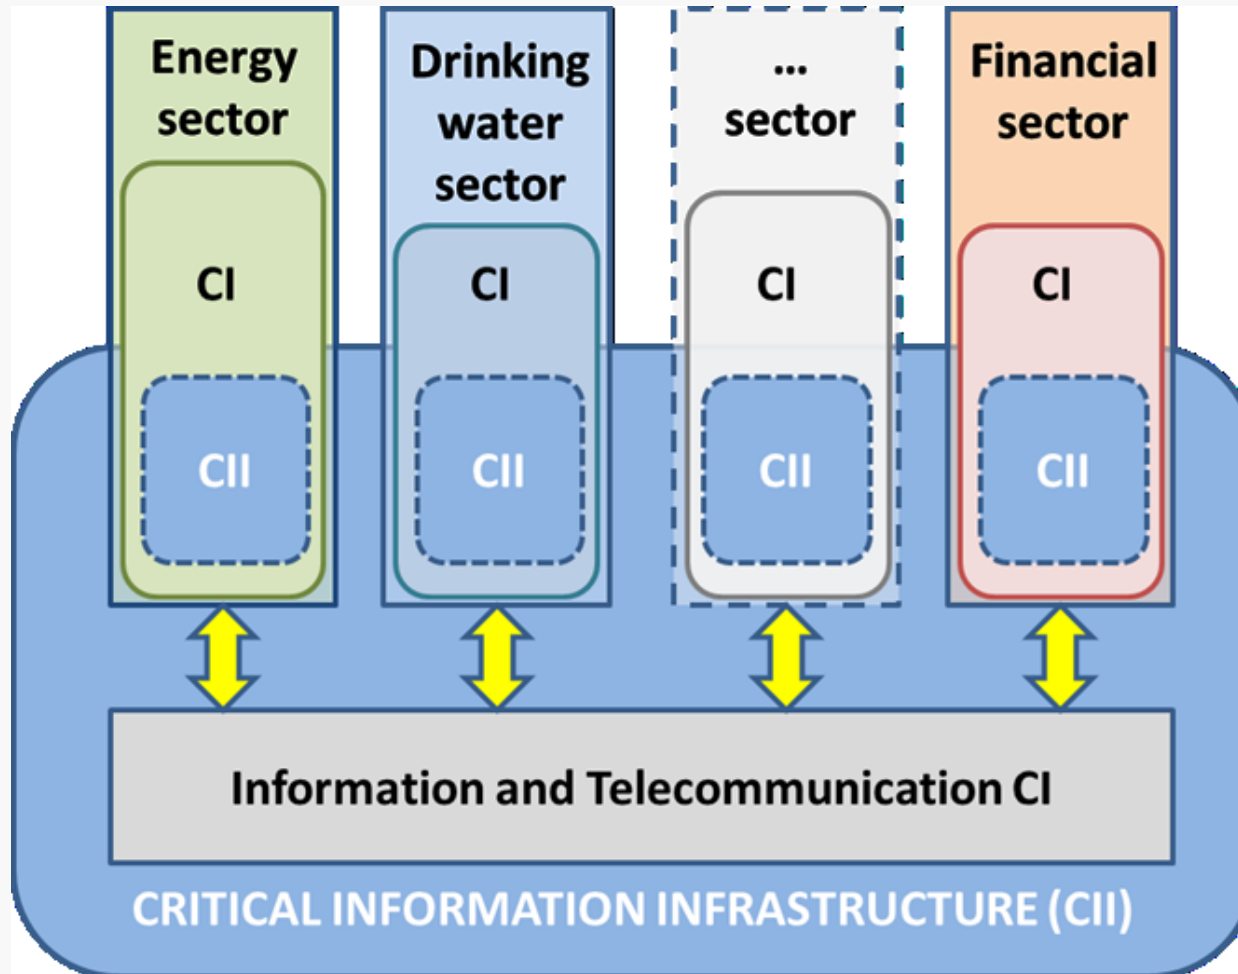 Energy
sector
Drinking
water
sector
...
sector
Financial
sector
CI
CI
CI
CI
CII
CII
CII
CII
Information and Telecommunication CI
CRITICAL INFORMATION INFRASTRUCTURE (CII)